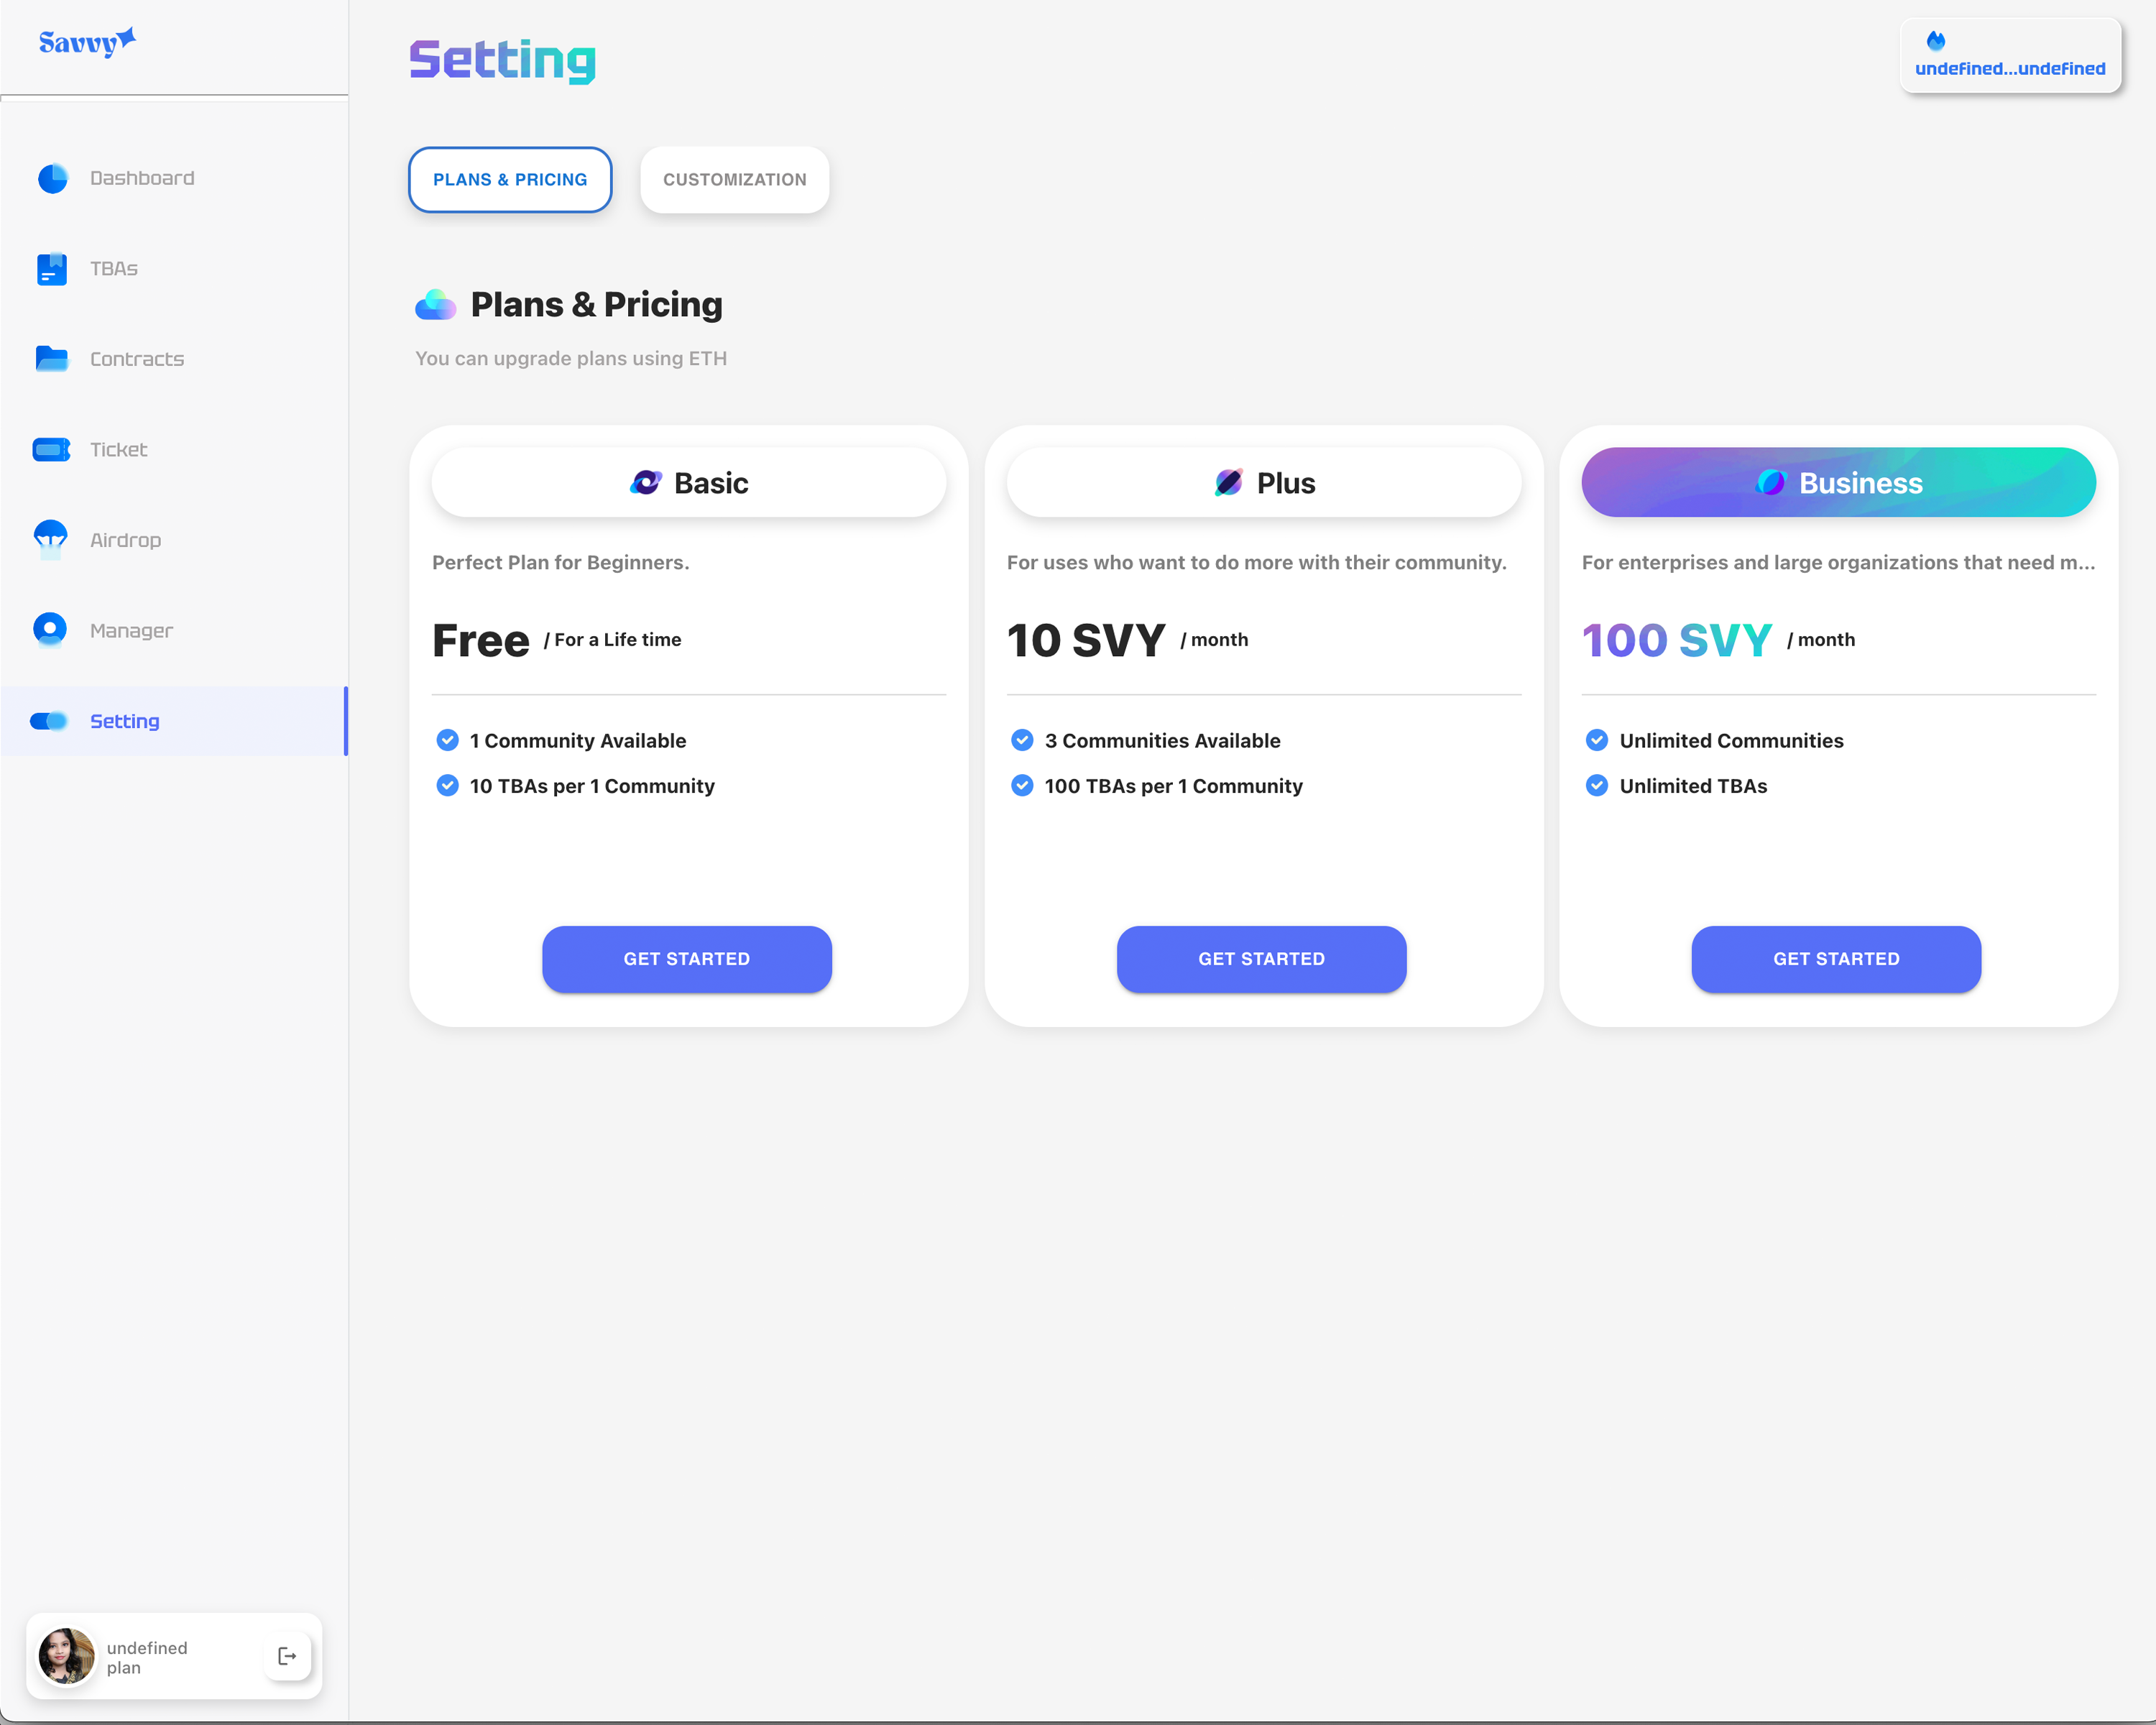 Savvy
Setting
undefined...undefined
Dashboard
TBAs
Contracts
Ticket
Airdrop
Manager
Setting
PLANS & PRICING
CUSTOMIZATION
Plans & Pricing
You can upgrade plans using ETH
Basic
Perfect Plan for Beginners.
Free / For a Life time
1 Community Available
10 TBAs per 1 Community
GET STARTED
Plus
For uses who want to do more with their community.
10 SVY / month
3 Communities Available
100 TBAs per 1 Community
GET STARTED
Business
For enterprises and large organizations that need m...
100 SVY / month
Unlimited Communities
Unlimited TBAs
GET STARTED
undefined
plan